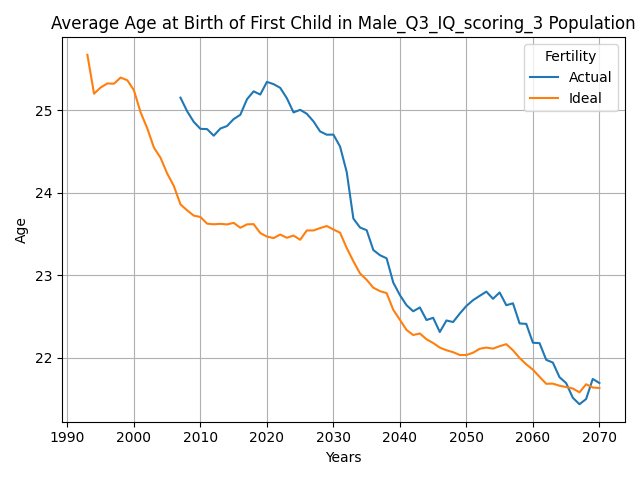 Average Age at Birth of First Child in Male_Q3_IQ_scoring_3 Population
Fertility
Actual
Ideal
25
24
23
22
Age
1990
2000
2010
2020
2030
2040
2050
2060
2070
Years